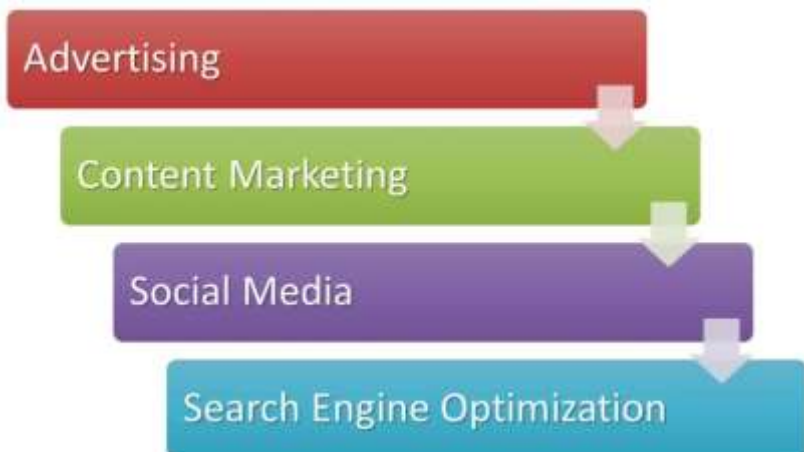 Advertising
Content Marketing
Social Media
Search Engine Optimization